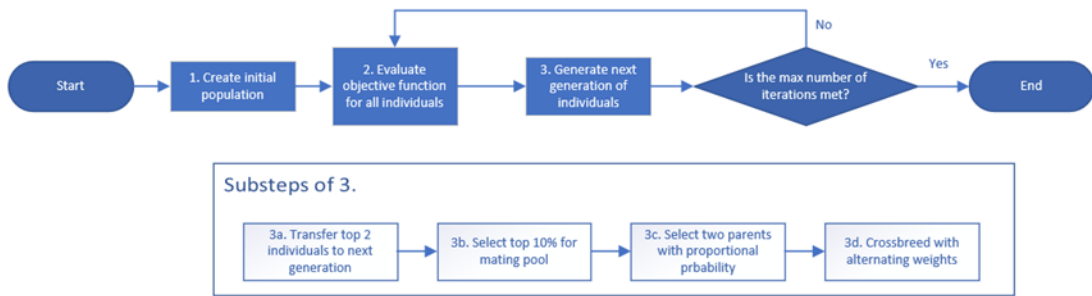 No
Start
1. Create initial
population
2. Evaluate
objective function
for all individuals
3. Generate next
generation of
individuals
Is the max number of
iterations met?
Yes
End
Substeps of 3.
3a. Transfer top 2
individuals to next
generation
3b. Select top 10% for
mating pool
3c. Select two parents
with proportional
prbability
3d. Crossbreed with
alternating weights